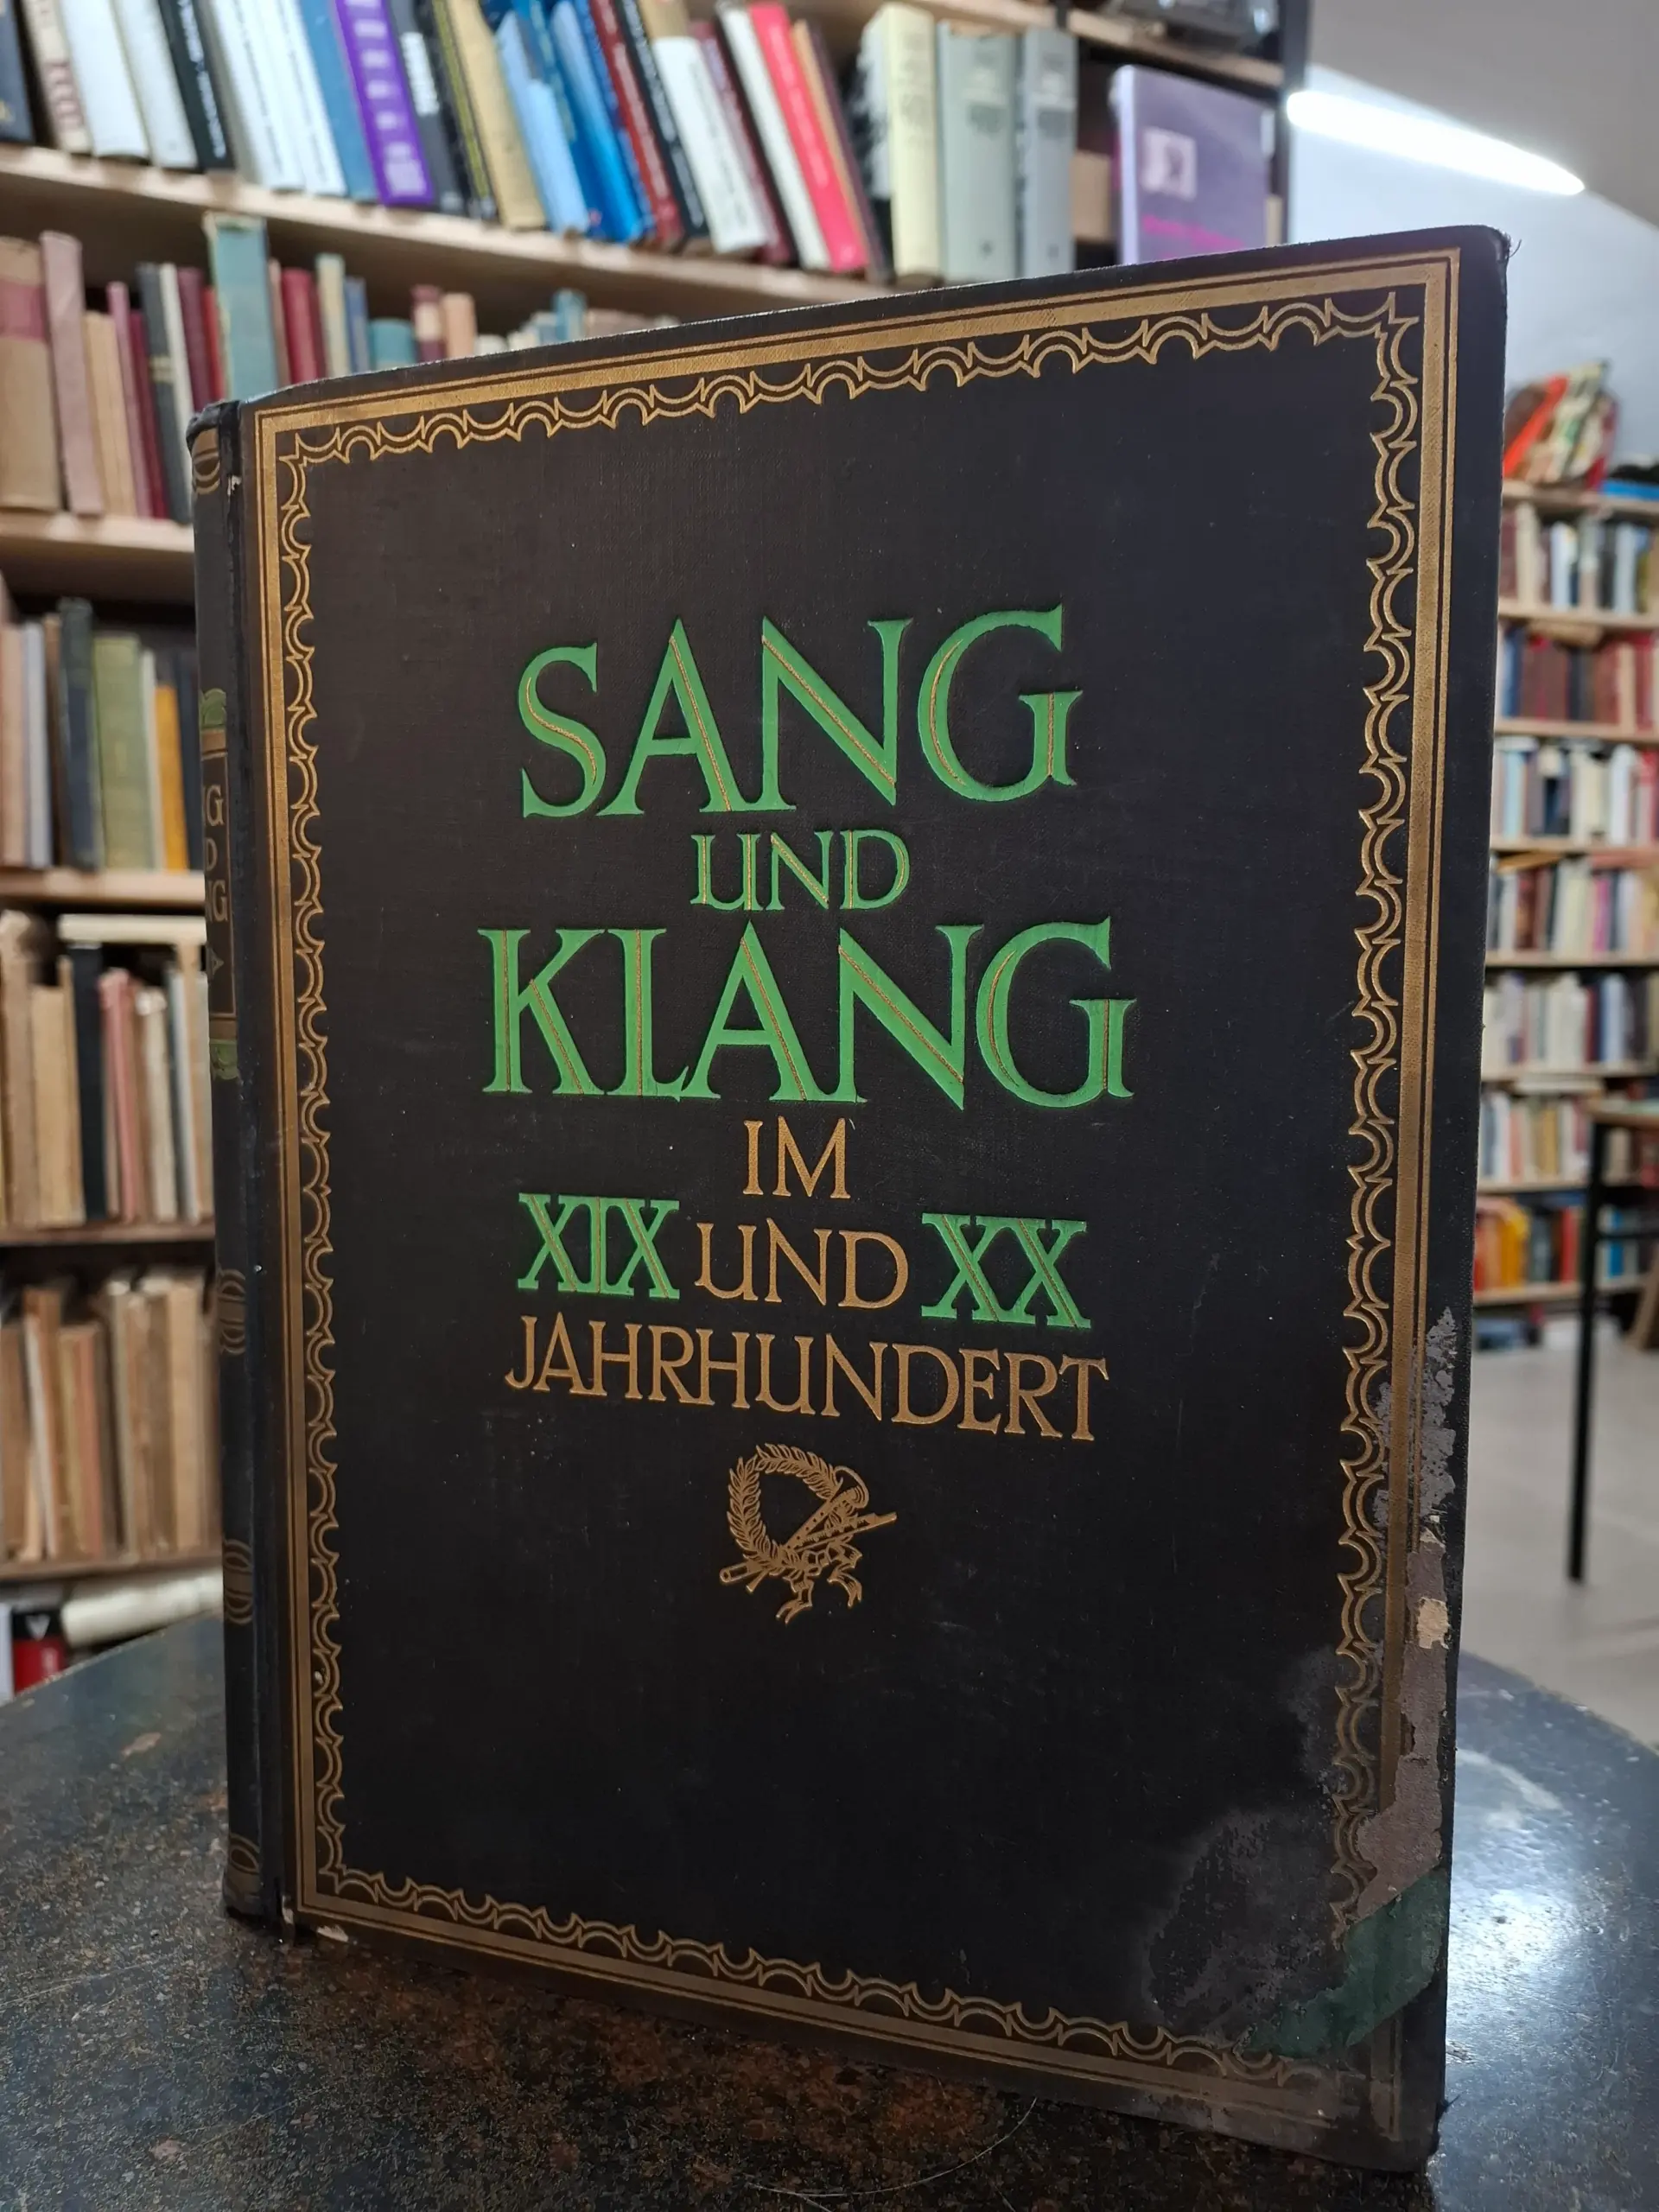 SANG
UND
KLANG
IM
XIX UND XX
JAHRHUNDERT